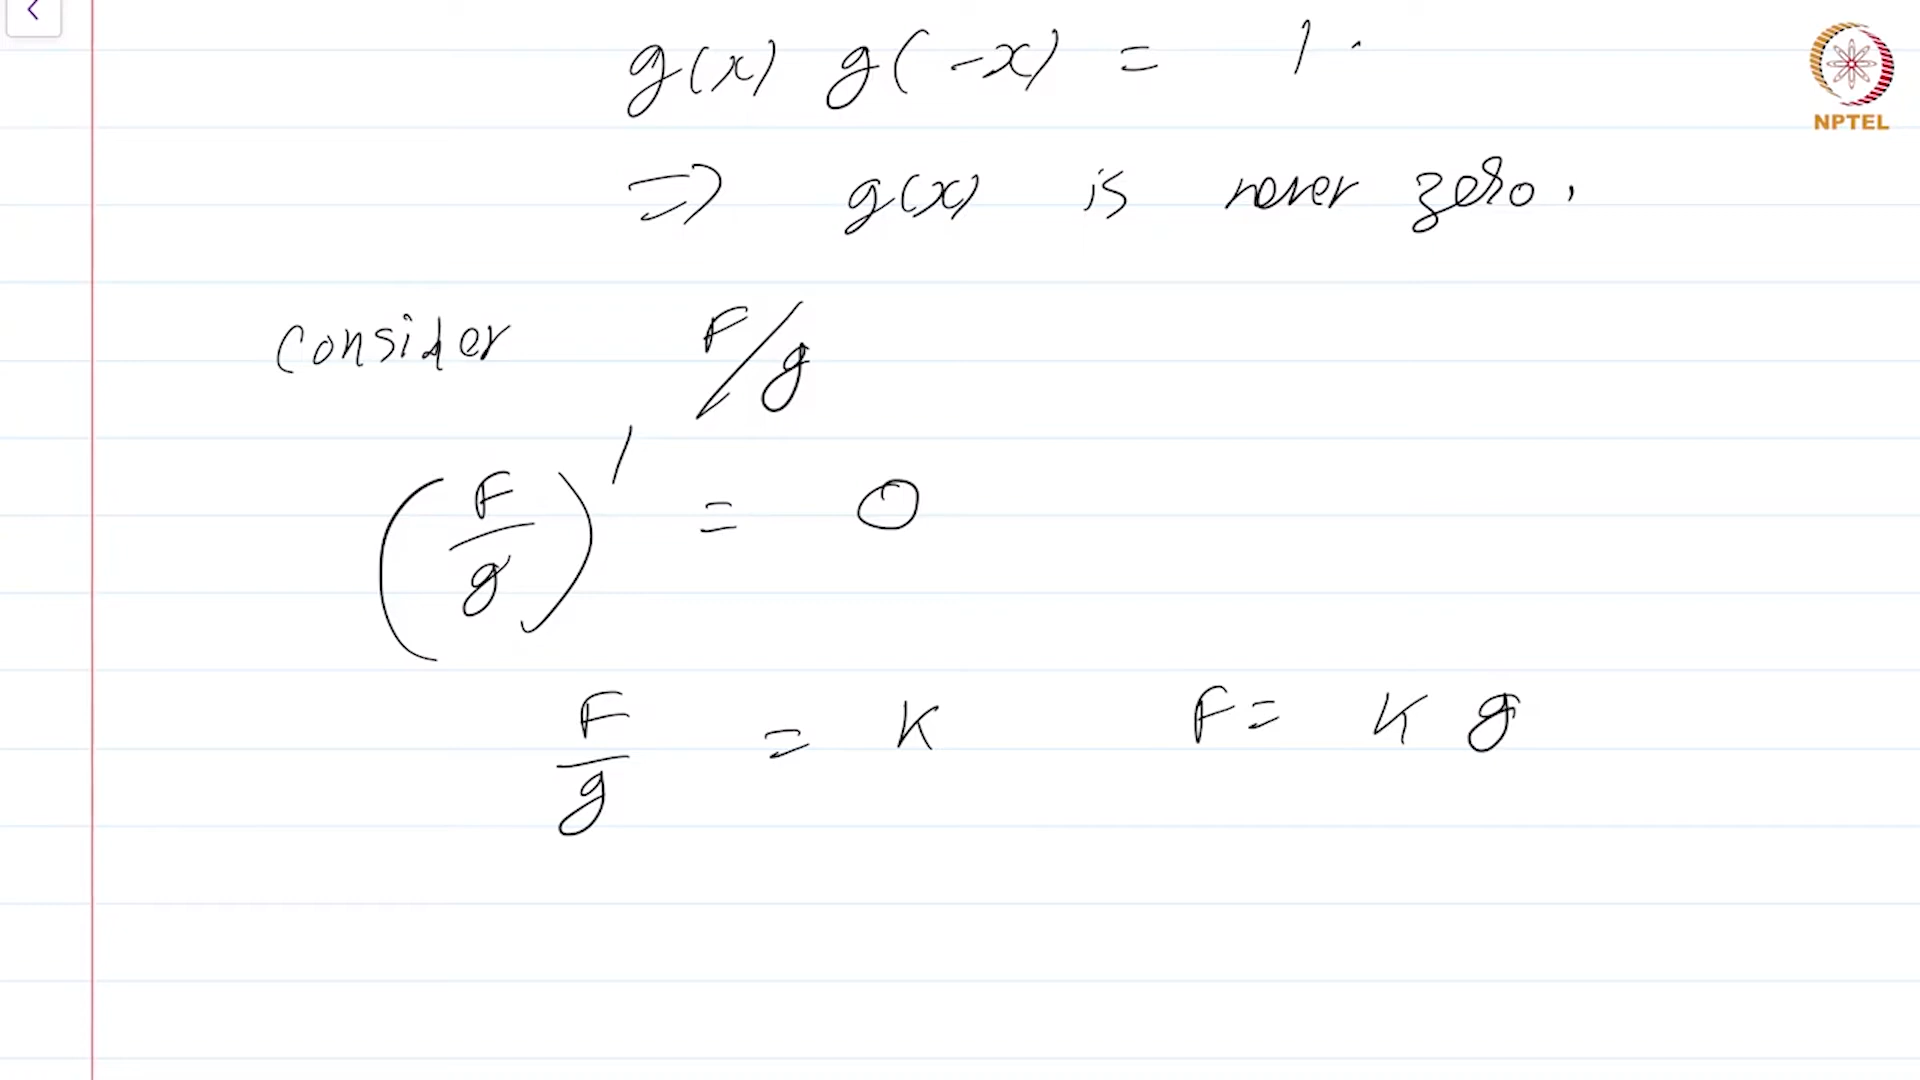 g(x) g(-x) = 1.
NPTEL
⇒ g(x) is never zero.
Consider F/g
(F/g)' = 0
F/g = K F = K g